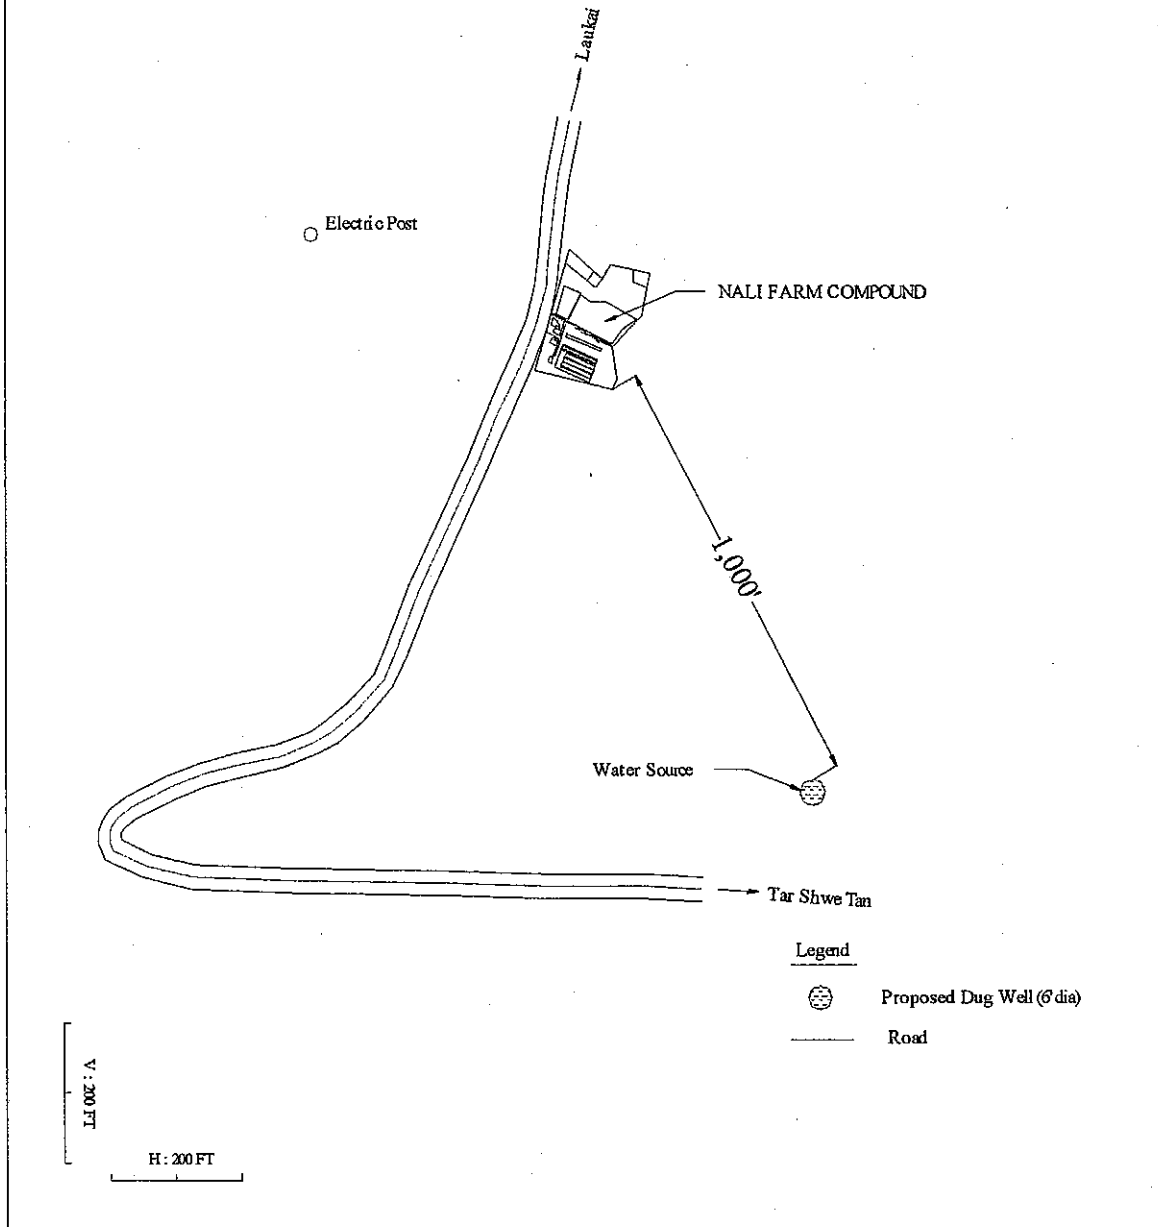 Laukai
Electric Post
NALI FARM COMPOUND
1,000'
Water Source
Tar Shwe Tan
Legend
Proposed Dug Well (6' dia)
Road
V : 200 FT
H : 200 FT